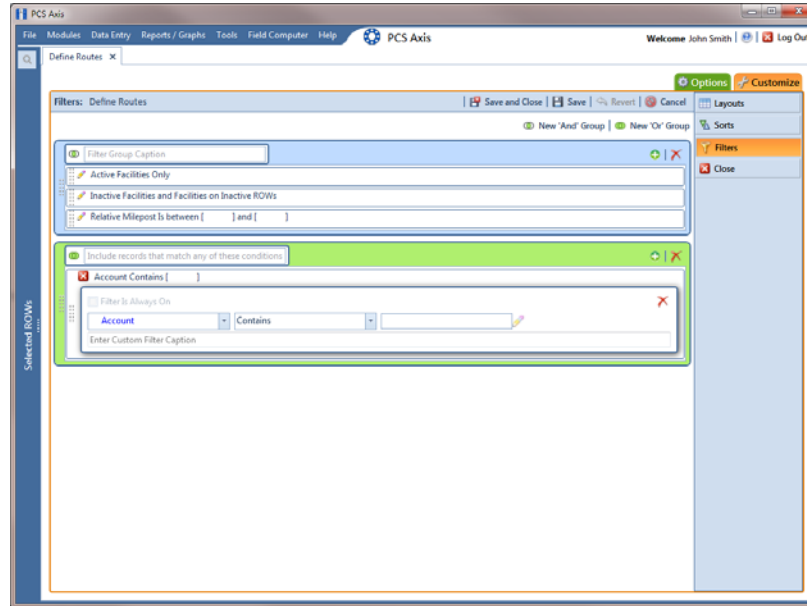 PCS Axis
File Modules Data Entry Reports / Graphs Tools Field Computer Help PCS Axis Welcome John Smith Log Out
Define Routes
Options Customize
Filters: Define Routes Save and Close Save Revert Cancel
Layouts
New 'And' Group New 'Or' Group
Sorts
Filter Group Caption
Filters
Active Facilities Only
Close
Inactive Facilities and Facilities on Inactive ROWs
Relative Milepost Is between [ ] and [ ]
Include records that match any of these conditions
Account Contains [ ]
Filter Is Always On
Account Contains
Enter Custom Filter Caption
Selected ROWs